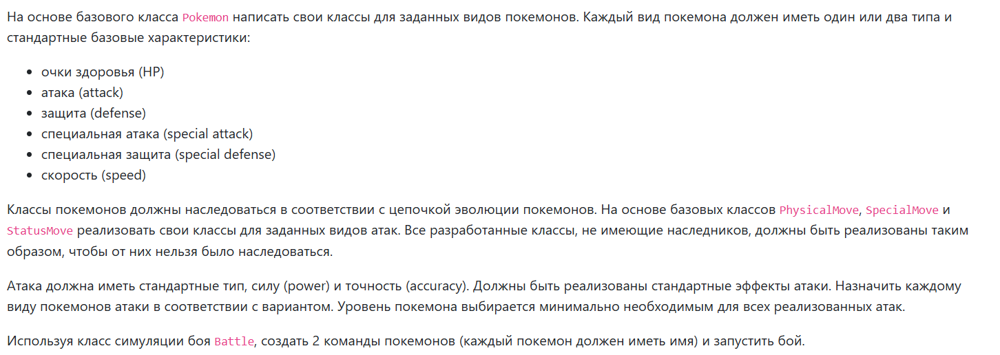 На основе базового класса Pokemon написать свои классы для заданных видов покемонов. Каждый вид покемона должен иметь один или два типа и
стандартные базовые характеристики:
• очки здоровья (HP)
• атака (attack)
• защита (defense)
• специальная атака (special attack)
• специальная защита (special defense)
• скорость (speed)
Классы покемонов должны наследоваться в соответствии с цепочкой эволюции покемонов. На основе базовых классов PhysicalMove, SpecialMove и
StatusMove реализовать свои классы для заданных видов атак. Все разработанные классы, не имеющие наследников, должны быть реализованы таким
образом, чтобы от них нельзя было наследоваться.
Атака должна иметь стандартные тип, силу (power) и точность (accuracy). Должны быть реализованы стандартные эффекты атаки. Назначить каждому
виду покемонов атаки в соответствии с вариантом. Уровень покемона выбирается минимально необходимым для всех реализованных атак.
Используя класс симуляции боя Battle, создать 2 команды покемонов (каждый покемон должен иметь имя) и запустить бой.